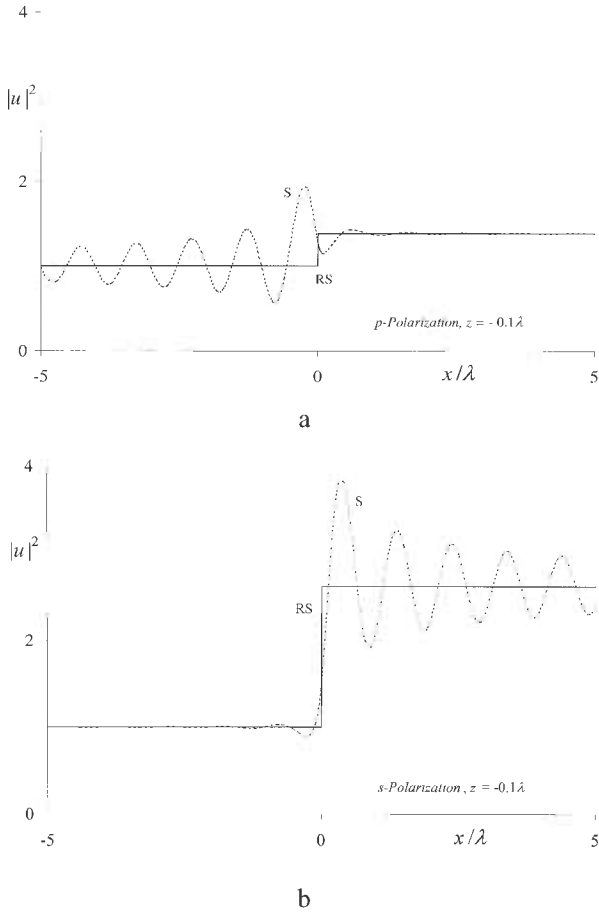 4
|u|²
2
S
RS
p-Polarization, z = - 0.1λ
0
-5
0
x/λ
5
a
4
S
|u|²
RS
2
s-Polarization , z = -0.1λ
0
-5
0
x/λ
5
b